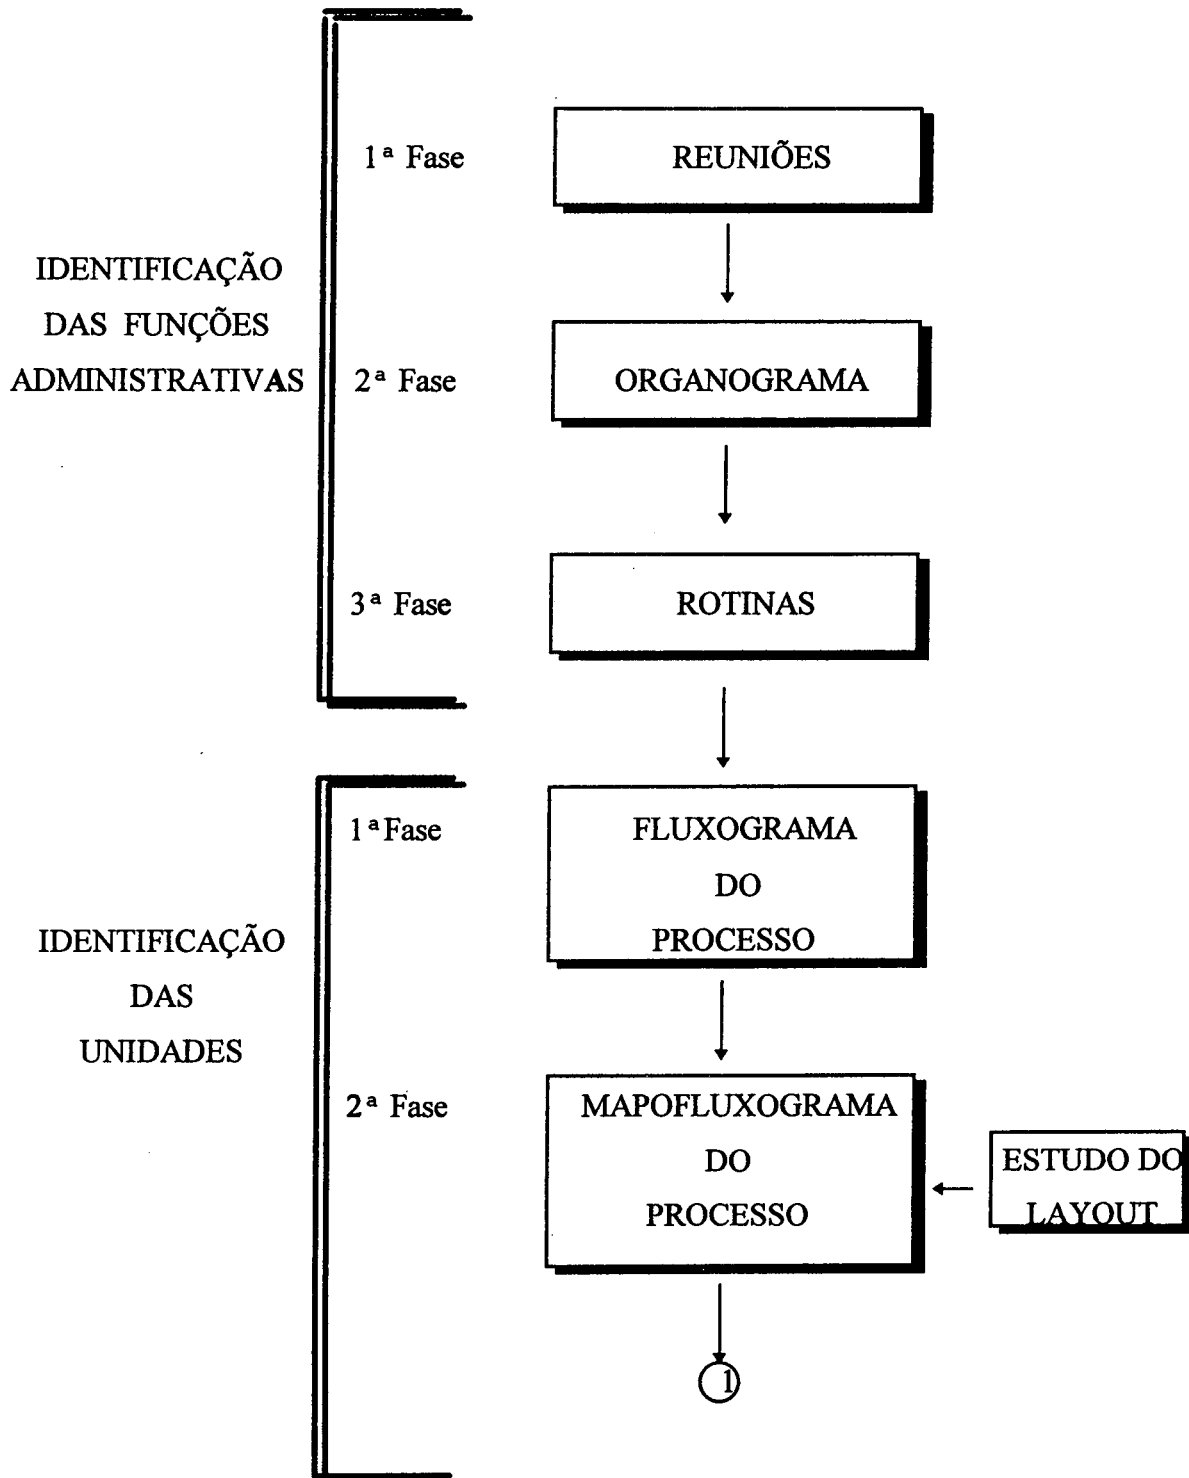 1ª Fase
REUNIÕES
IDENTIFICAÇÃO
DAS FUNÇÕES
ADMINISTRATIVAS
2ª Fase
ORGANOGRAMA
3ª Fase
ROTINAS
1ª Fase
FLUXOGRAMA
DO
PROCESSO
IDENTIFICAÇÃO
DAS
UNIDADES
2ª Fase
MAPOFLUXOGRAMA
DO
PROCESSO
ESTUDO DO
LAYOUT
1